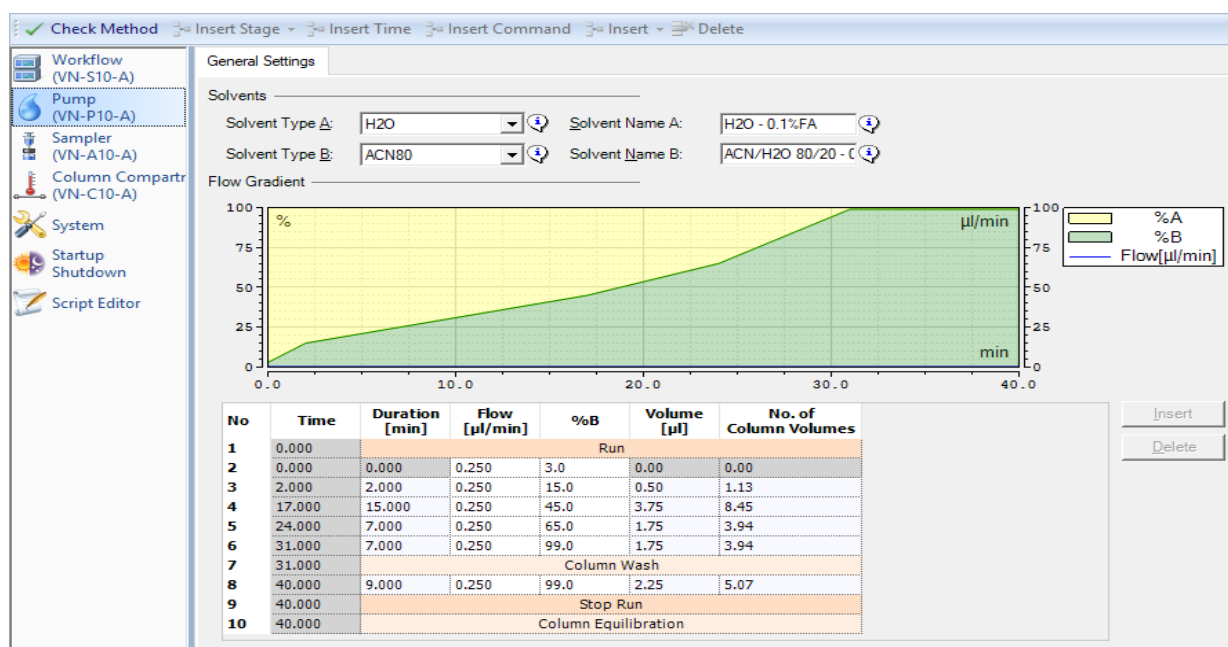 Check Method Insert Stage Insert Time Insert Command Insert Delete
Workflow
(VN-S10-A)
Pump
(VN-P10-A)
Sampler
(VN-A10-A)
Column Compartr
(VN-C10-A)
System
Startup
Shutdown
Script Editor
General Settings
Solvents
Solvent Type A: H2O Solvent Name A: H2O - 0.1%FA
Solvent Type B: ACN80 Solvent Name B: ACN/H2O 80/20 - 0
Flow Gradient
100 % µl/min 100
75 75
50 50
25 25
0 min 0
0.0 10.0 20.0 30.0 40.0
%A
%B
Flow[µl/min]
No Time Duration [min] Flow [µl/min] %B Volume [µl] No. of Column Volumes
1 0.000 Run
2 0.000 0.000 0.250 3.0 0.00 0.00
3 2.000 2.000 0.250 15.0 0.50 1.13
4 17.000 15.000 0.250 45.0 3.75 8.45
5 24.000 7.000 0.250 65.0 1.75 3.94
6 31.000 7.000 0.250 99.0 1.75 3.94
7 31.000 Column Wash
8 40.000 9.000 0.250 99.0 2.25 5.07
9 40.000 Stop Run
10 40.000 Column Equilibration
Insert
Delete